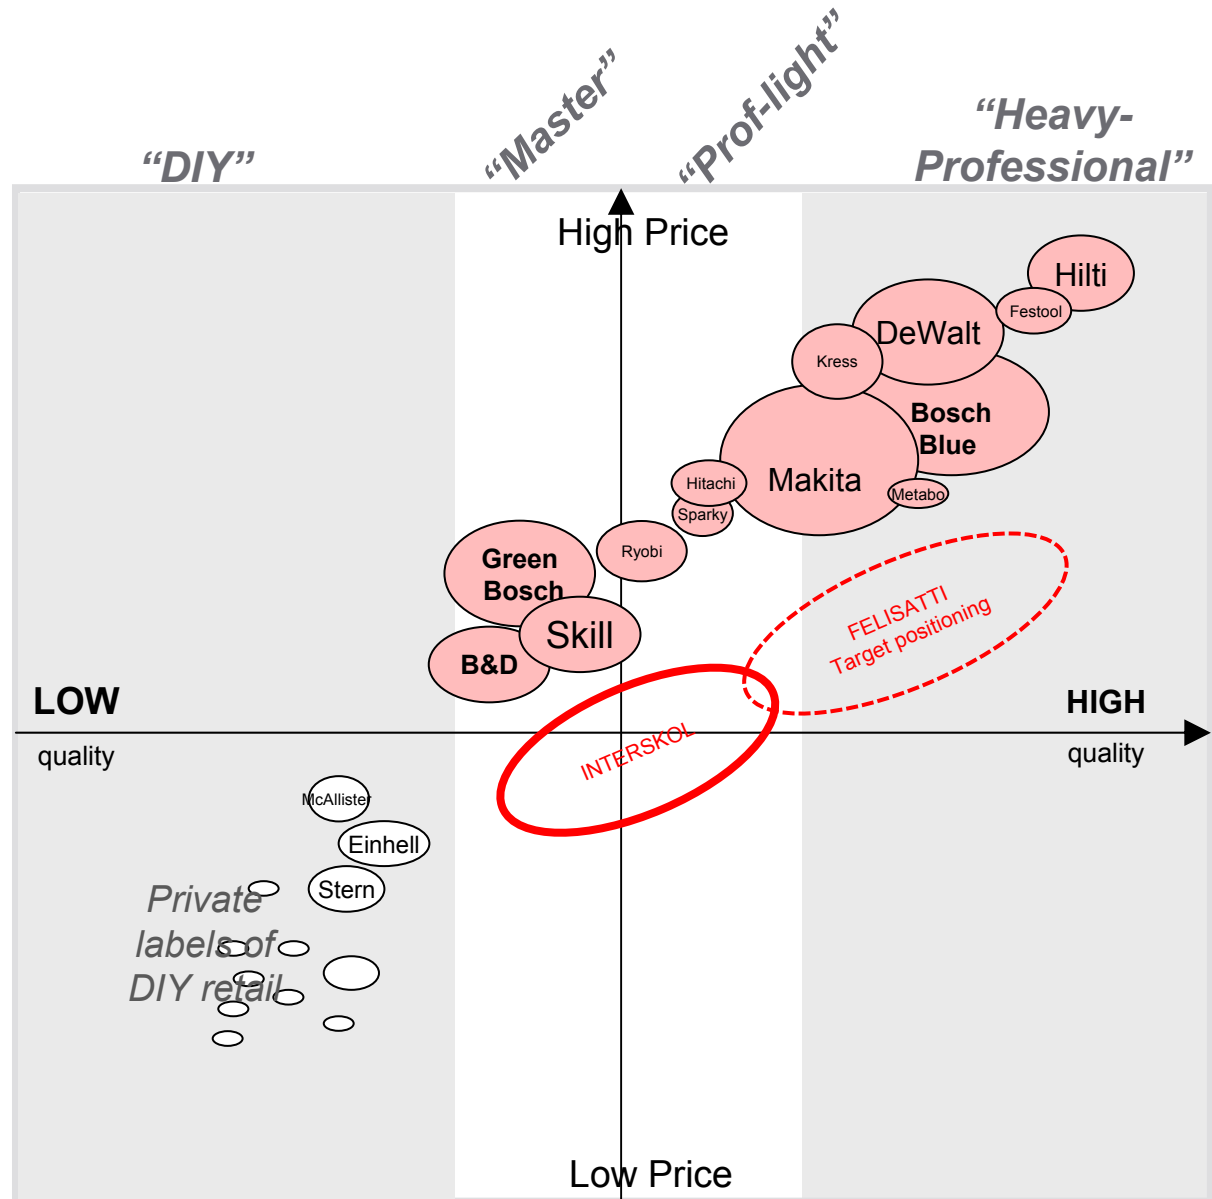 “DIY”
“Master”
“Prof-light”
“Heavy-
Professional”
High Price
Hilti
Festool
DeWalt
Kress
Bosch
Blue
Makita
Hitachi
Metabo
Sparky
Ryobi
Green
Bosch
Skill
B&D
FELISATTI
Target positioning
LOW
quality
HIGH
quality
INTERSKOL
McAllister
Einhell
Stern
Private
labels of
DIY retail
Low Price